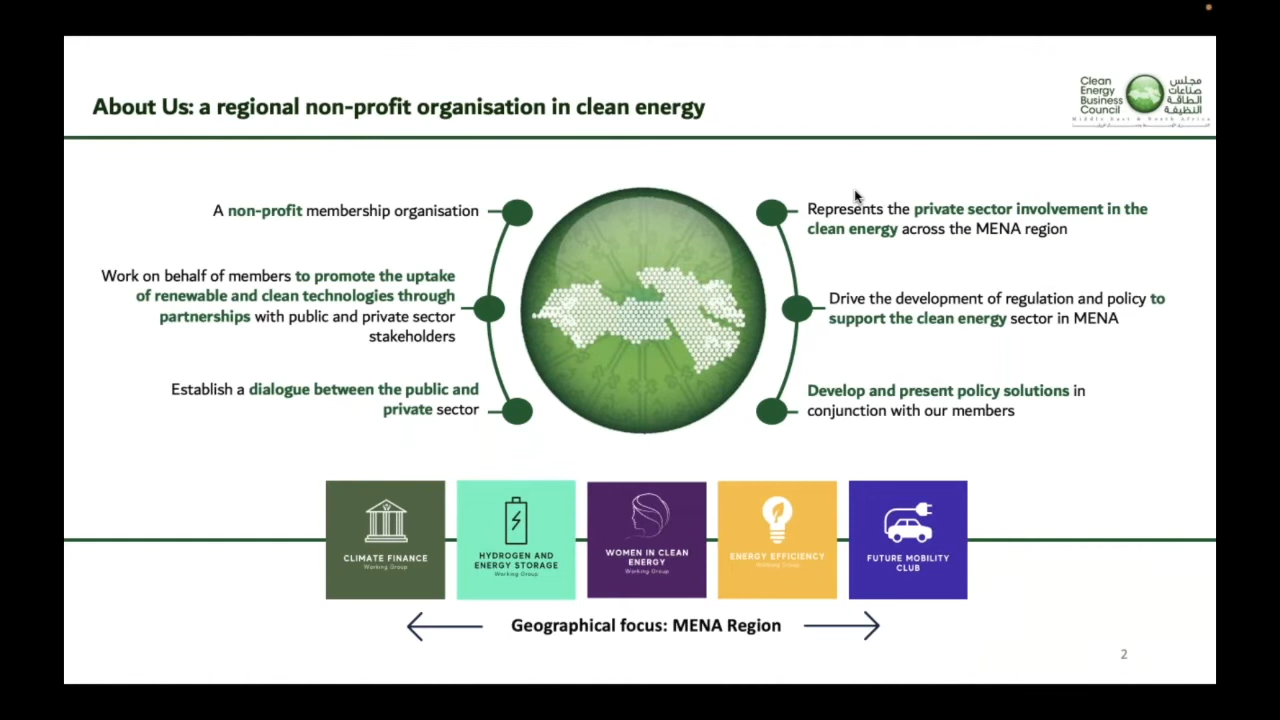 About Us: a regional non-profit organisation in clean energy
Clean
Energy
Business
Council
مجلس
صناعات
الطاقة
النظيفة
Middle East & North Africa
A non-profit membership organisation
Work on behalf of members to promote the uptake
of renewable and clean technologies through
partnerships with public and private sector
stakeholders
Establish a dialogue between the public and
private sector
Represents the private sector involvement in the
clean energy across the MENA region
Drive the development of regulation and policy to
support the clean energy sector in MENA
Develop and present policy solutions in
conjunction with our members
CLIMATE FINANCE
Working Group
HYDROGEN AND
ENERGY STORAGE
Working Group
WOMEN IN CLEAN
ENERGY
Working Group
ENERGY EFFICIENCY
Working Group
FUTURE MOBILITY
CLUB
Geographical focus: MENA Region
2